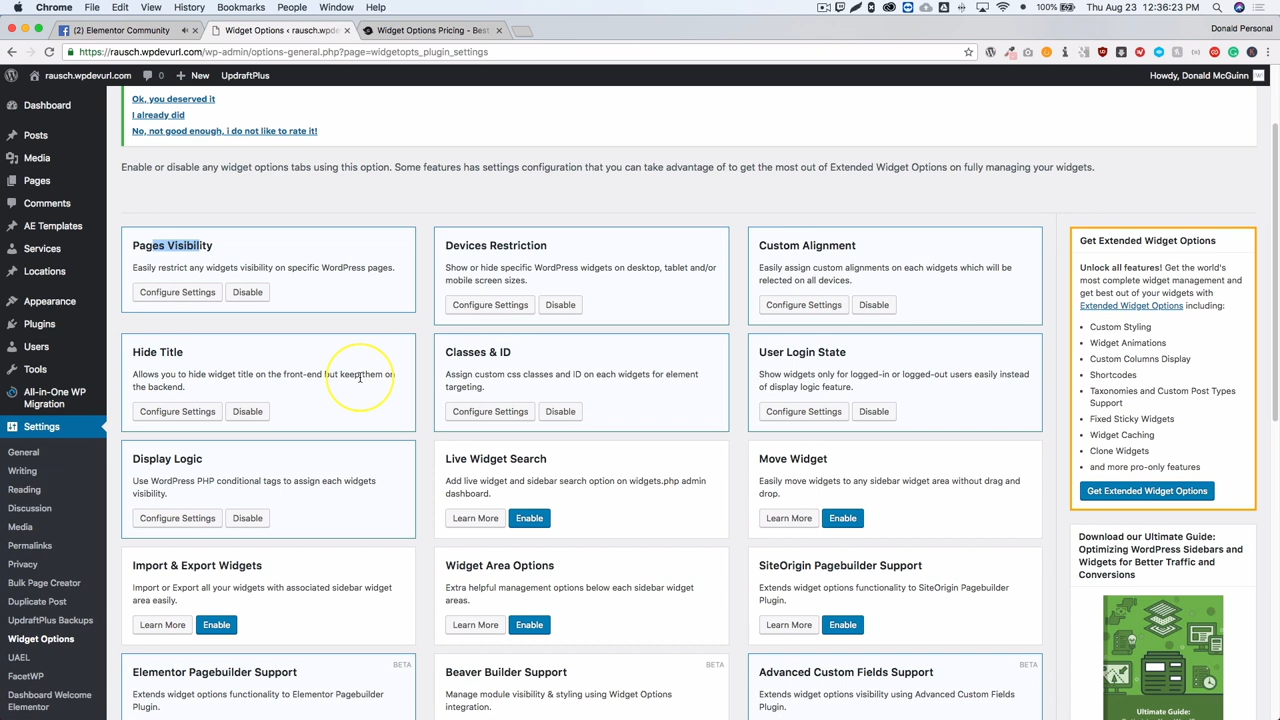 Chrome File Edit View History Bookmarks People Window Help
100% Thu Aug 23 12:36:23 PM
(2) Elementor Community
Widget Options ‹ rausch.wpdev
Widget Options Pricing - Best
Donald Personal
https://rausch.wpdevurl.com/wp-admin/options-general.php?page=widgetopts_plugin_settings
rausch.wpdevurl.com 0 New UpdraftPlus
Howdy, Donald McGuinn
Dashboard
Posts
Media
Pages
Comments
AE Templates
Services
Locations
Appearance
Plugins
Users
Tools
All-in-One WP
Migration
Settings
General
Writing
Reading
Discussion
Media
Permalinks
Privacy
Bulk Page Creator
Duplicate Post
UpdraftPlus Backups
Widget Options
UAEL
FacetWP
Dashboard Welcome
Elementor
Ok, you deserved it
I already did
No, not good enough, i do not like to rate it!
Enable or disable any widget options tabs using this option. Some features has settings configuration that you can take advantage of to get the most out of Extended Widget Options on fully managing your widgets.
Pages Visibility
Easily restrict any widgets visibility on specific WordPress pages.
Configure Settings Disable
Devices Restriction
Show or hide specific WordPress widgets on desktop, tablet and/or
mobile screen sizes.
Configure Settings Disable
Custom Alignment
Easily assign custom alignments on each widgets which will be
relected on all devices.
Configure Settings Disable
Hide Title
Allows you to hide widget title on the front-end but keep them on
the backend.
Configure Settings Disable
Classes & ID
Assign custom css classes and ID on each widgets for element
targeting.
Configure Settings Disable
User Login State
Show widgets only for logged-in or logged-out users easily instead
of display logic feature.
Configure Settings Disable
Display Logic
Use WordPress PHP conditional tags to assign each widgets
visibility.
Configure Settings Disable
Live Widget Search
Add live widget and sidebar search option on widgets.php admin
dashboard.
Learn More Enable
Move Widget
Easily move widgets to any sidebar widget area without drag and
drop.
Learn More Enable
Import & Export Widgets
Import or Export all your widgets with associated sidebar widget
area easily.
Learn More Enable
Widget Area Options
Extra helpful management options below each sidebar widget
areas.
Learn More Enable
SiteOrigin Pagebuilder Support
Extends widget options functionality to SiteOrigin Pagebuilder
Plugin.
Learn More Enable
Elementor Pagebuilder Support BETA
Extends widget options functionality to Elementor Pagebuilder
Plugin.
Beaver Builder Support BETA
Manage module visibility & styling using Widget Options
integration.
Advanced Custom Fields Support BETA
Extends widget options visibility using Advanced Custom Fields
Plugin.
Get Extended Widget Options
Unlock all features! Get the world's
most complete widget management and
get best out of your widgets with
Extended Widget Options including:
Custom Styling
Widget Animations
Custom Columns Display
Shortcodes
Taxonomies and Custom Post Types
Support
Fixed Sticky Widgets
Widget Caching
Clone Widgets
and more pro-only features
Get Extended Widget Options
Download our Ultimate Guide:
Optimizing WordPress Sidebars and
Widgets for Better Traffic and
Conversions
Ultimate Guide: